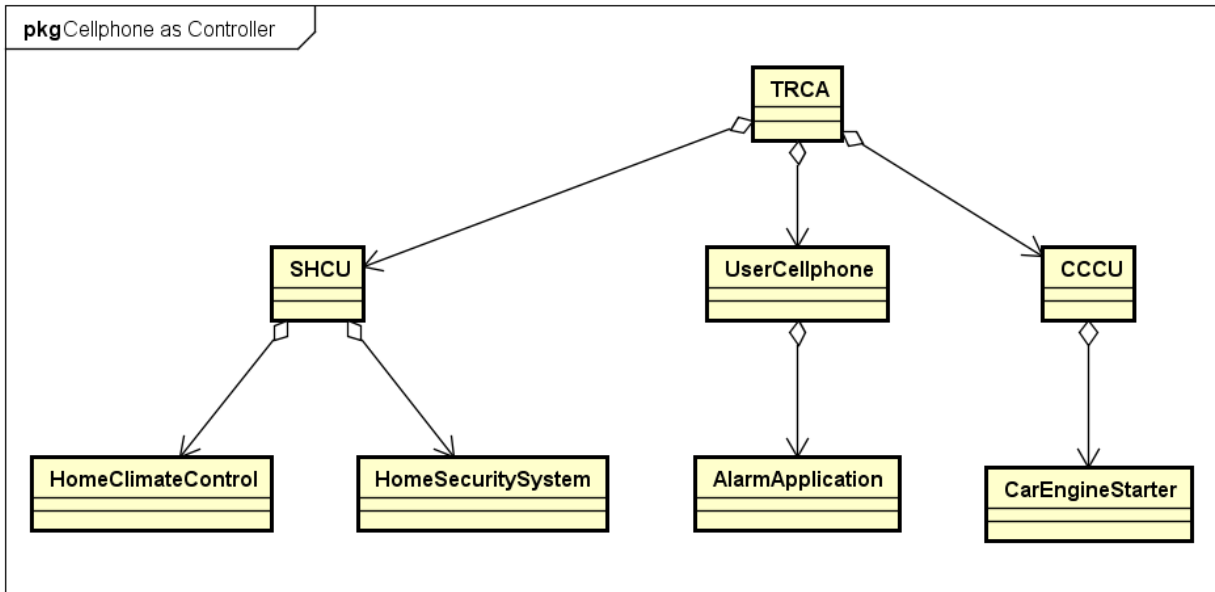 pkg Cellphone as Controller
TRCA
SHCU
UserCellphone
CCCU
HomeClimateControl
HomeSecuritySystem
AlarmApplication
CarEngineStarter